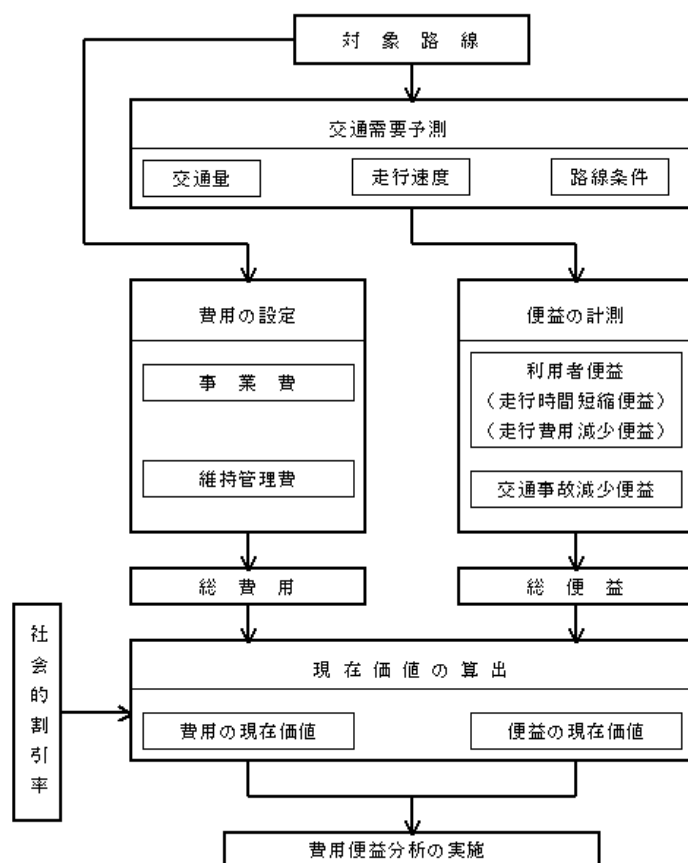 対象路線
交通需要予測
交通量
走行速度
路線条件
費用の設定
事業費
維持管理費
便益の計測
利用者便益
（走行時間短縮便益）
（走行費用減少便益）
交通事故減少便益
総費用
総便益
社会的割引率
現在価値の算出
費用の現在価値
便益の現在価値
費用便益分析の実施